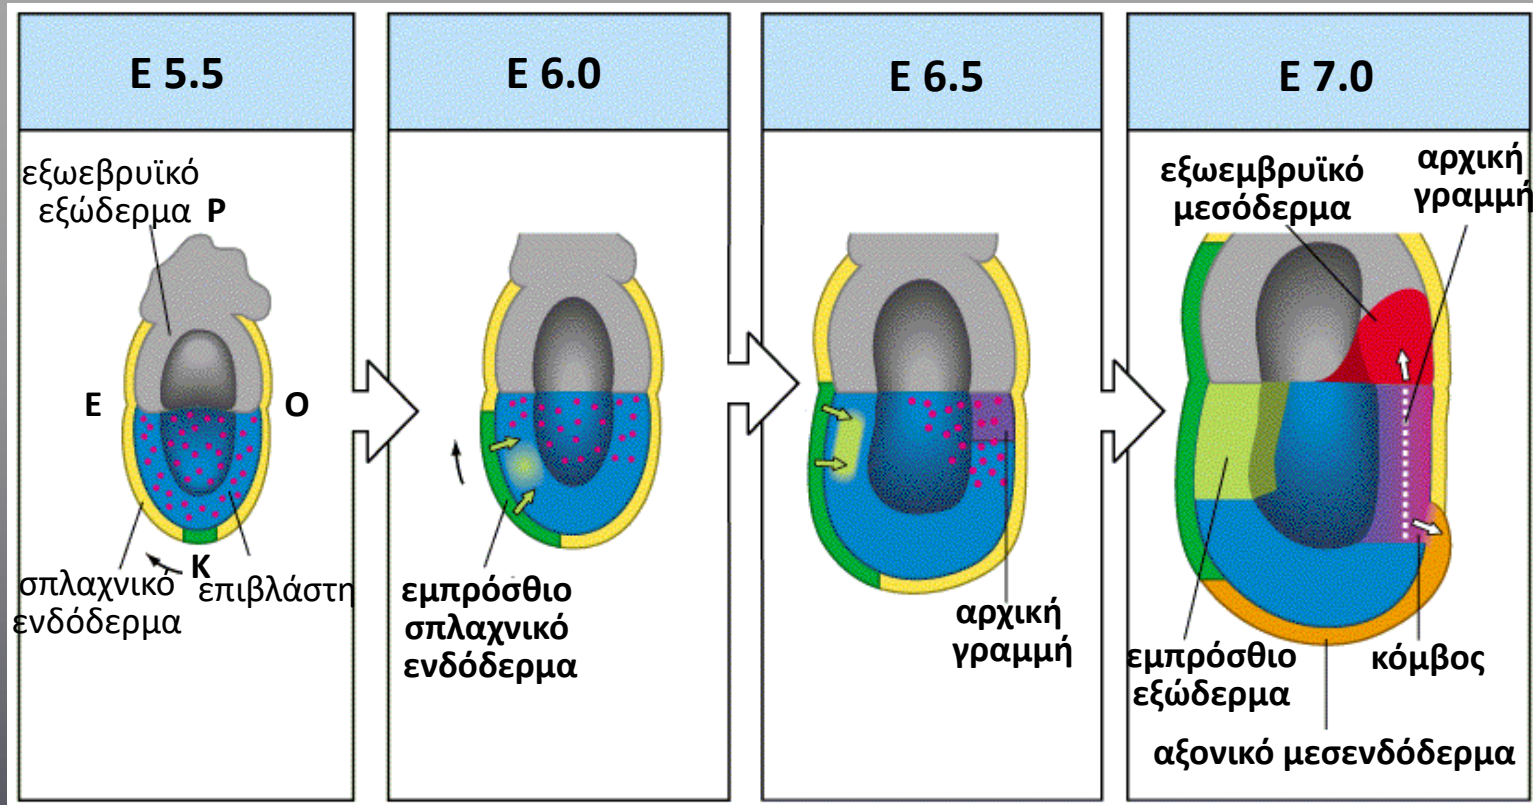 E 5.5
εξωεβρυϊκό
εξώδερμα P
E O
K
σπλαχνικό
ενδόδερμα
επιβλάστη
E 6.0
εμπρόσθιο
σπλαχνικό
ενδόδερμα
E 6.5
αρχική
γραμμή
E 7.0
εξωεμβρυϊκό
μεσόδερμα
αρχική
γραμμή
εμπρόσθιο
εξώδερμα
κόμβος
αξονικό μεσενδόδερμα